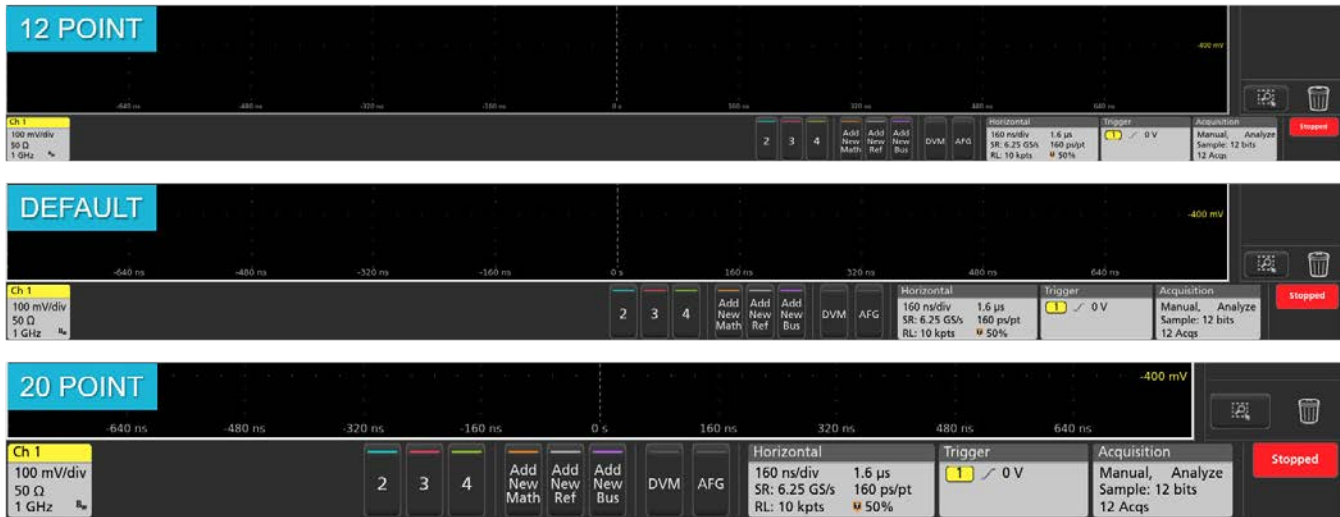 12 POINT
-400 mV
-640 ns -480 ns -320 ns -160 ns 0 s 160 ns 320 ns 480 ns 640 ns
Ch 1
100 mV/div
50 Ω
1 GHz
2 3 4
Add New Math
Add New Ref
Add New Bus
DVM AFG
Horizontal
160 ns/div 1.6 µs
SR: 6.25 GS/s 160 ps/pt
RL: 10 kpts 50%
Trigger
1 0 V
Acquisition
Manual, Analyze
Sample: 12 bits
12 Acqs
Stopped
DEFAULT
-400 mV
-640 ns -480 ns -320 ns -160 ns 0 s 160 ns 320 ns 480 ns 640 ns
Ch 1
100 mV/div
50 Ω
1 GHz
2 3 4
Add New Math
Add New Ref
Add New Bus
DVM AFG
Horizontal
160 ns/div 1.6 µs
SR: 6.25 GS/s 160 ps/pt
RL: 10 kpts 50%
Trigger
1 0 V
Acquisition
Manual, Analyze
Sample: 12 bits
12 Acqs
Stopped
20 POINT
-400 mV
-640 ns -480 ns -320 ns -160 ns 0 s 160 ns 320 ns 480 ns 640 ns
Ch 1
100 mV/div
50 Ω
1 GHz
2 3 4
Add New Math
Add New Ref
Add New Bus
DVM AFG
Horizontal
160 ns/div 1.6 µs
SR: 6.25 GS/s 160 ps/pt
RL: 10 kpts 50%
Trigger
1 0 V
Acquisition
Manual, Analyze
Sample: 12 bits
12 Acqs
Stopped